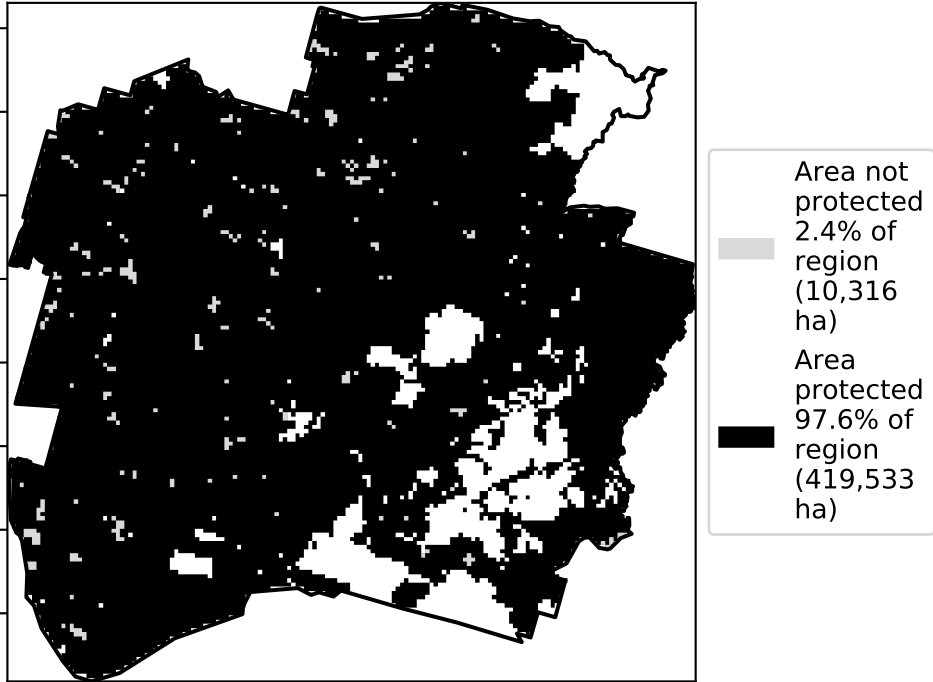 Area not
protected
2.4% of
region
(10,316
ha)
Area
protected
97.6% of
region
(419,533
ha)